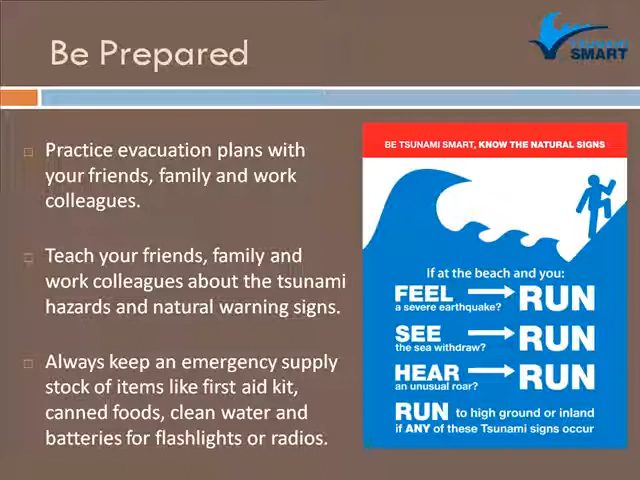 Be Prepared
TSUNAMI
SMART
Practice evacuation plans with
your friends, family and work
colleagues.
Teach your friends, family and
work colleagues about the tsunami
hazards and natural warning signs.
Always keep an emergency supply
stock of items like first aid kit,
canned foods, clean water and
batteries for flashlights or radios.
BE TSUNAMI SMART, KNOW THE NATURAL SIGNS
If at the beach and you:
FEEL → RUN
a severe earthquake?
SEE → RUN
the sea withdraw?
HEAR → RUN
an unusual roar?
RUN to high ground or inland
if ANY of these Tsunami signs occur